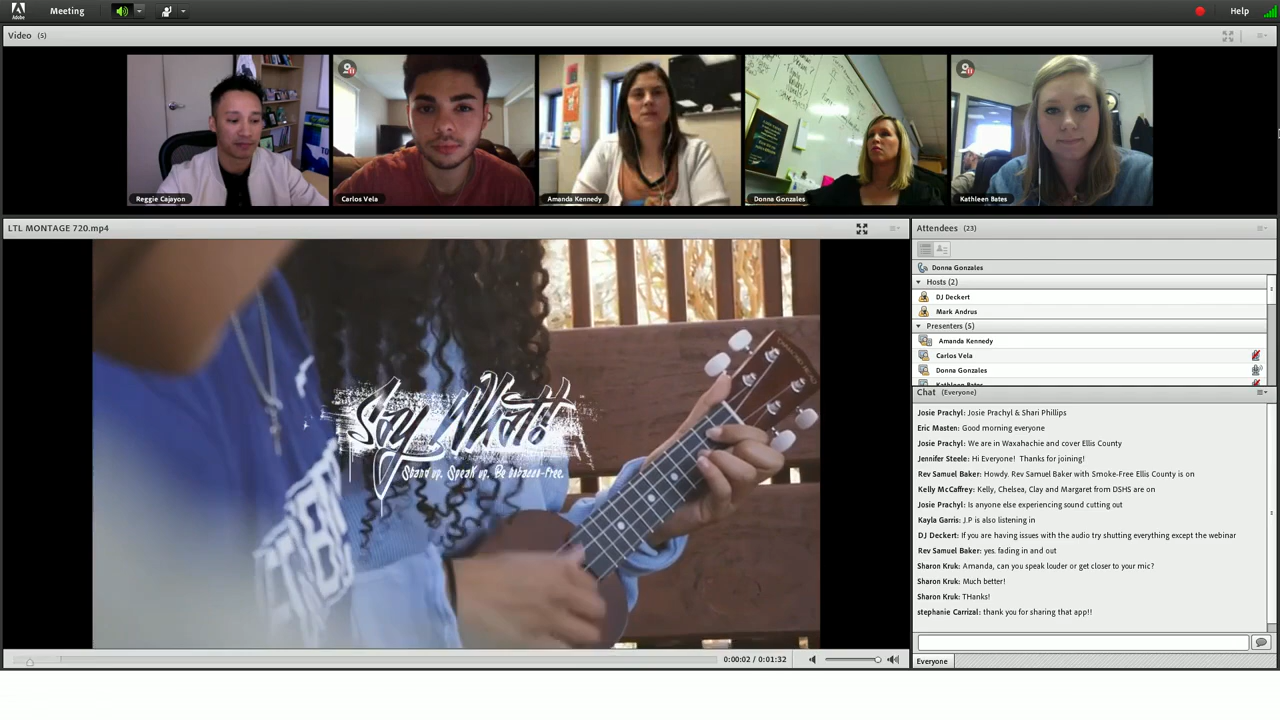 Adobe
Meeting
Help
Video (5)
Reggie Cajayon
Carlos Vela
Amanda Kennedy
Donna Gonzales
Kathleen Bates
LTL MONTAGE 720.mp4
Say What!
Stand up. Speak up. Be tobacco-free.
0:00:02 / 0:01:32
Attendees (23)
Donna Gonzales
Hosts (2)
DJ Deckert
Mark Andrus
Presenters (5)
Amanda Kennedy
Carlos Vela
Donna Gonzales
Kathleen Bates
Chat (Everyone)
Josie Prachyl: Josie Prachyl & Shari Phillips
Eric Masten: Good morning everyone
Josie Prachyl: We are in Waxahachie and cover Ellis County
Jennifer Steele: Hi Everyone! Thanks for joining!
Rev Samuel Baker: Howdy. Rev Samuel Baker with Smoke-Free Ellis County is on
Kelly McCaffrey: Kelly, Chelsea, Clay and Margaret from DSHS are on
Josie Prachyl: Is anyone else experiencing sound cutting out
Kayla Garris: J.P is also listening in
DJ Deckert: If you are having issues with the audio try shutting everything except the webinar
Rev Samuel Baker: yes. fading in and out
Sharon Kruk: Amanda, can you speak louder or get closer to your mic?
Sharon Kruk: Much better!
Sharon Kruk: THanks!
stephanie Carrizal: thank you for sharing that app!!
Everyone